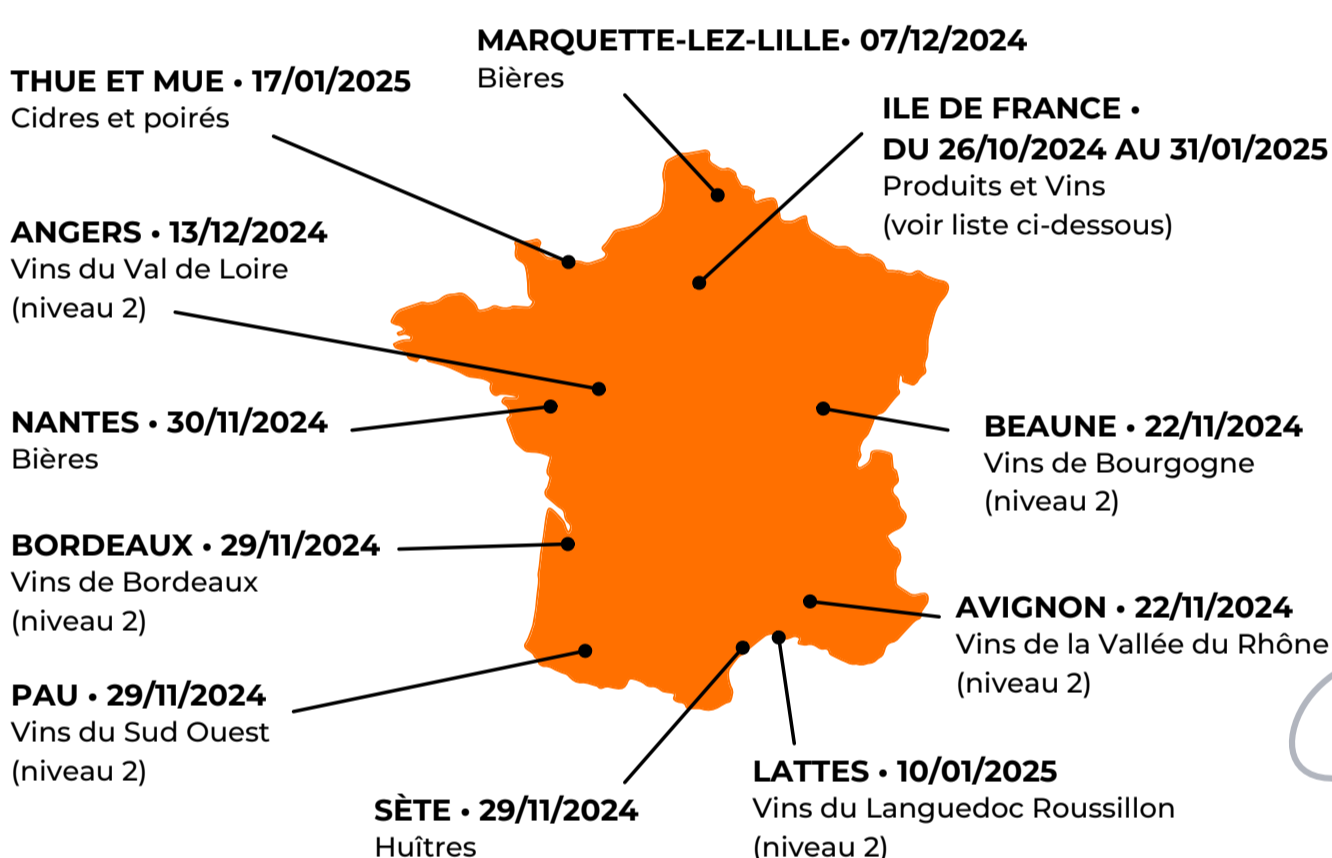 MARQUETTE-LEZ-LILLE• 07/12/2024
Bières
THUE ET MUE • 17/01/2025
Cidres et poirés
ILE DE FRANCE •
DU 26/10/2024 AU 31/01/2025
Produits et Vins
(voir liste ci-dessous)
ANGERS • 13/12/2024
Vins du Val de Loire
(niveau 2)
NANTES • 30/11/2024
Bières
BEAUNE • 22/11/2024
Vins de Bourgogne
(niveau 2)
BORDEAUX • 29/11/2024
Vins de Bordeaux
(niveau 2)
AVIGNON • 22/11/2024
Vins de la Vallée du Rhône
(niveau 2)
PAU • 29/11/2024
Vins du Sud Ouest
(niveau 2)
LATTES • 10/01/2025
Vins du Languedoc Roussillon
(niveau 2)
SÈTE • 29/11/2024
Huîtres